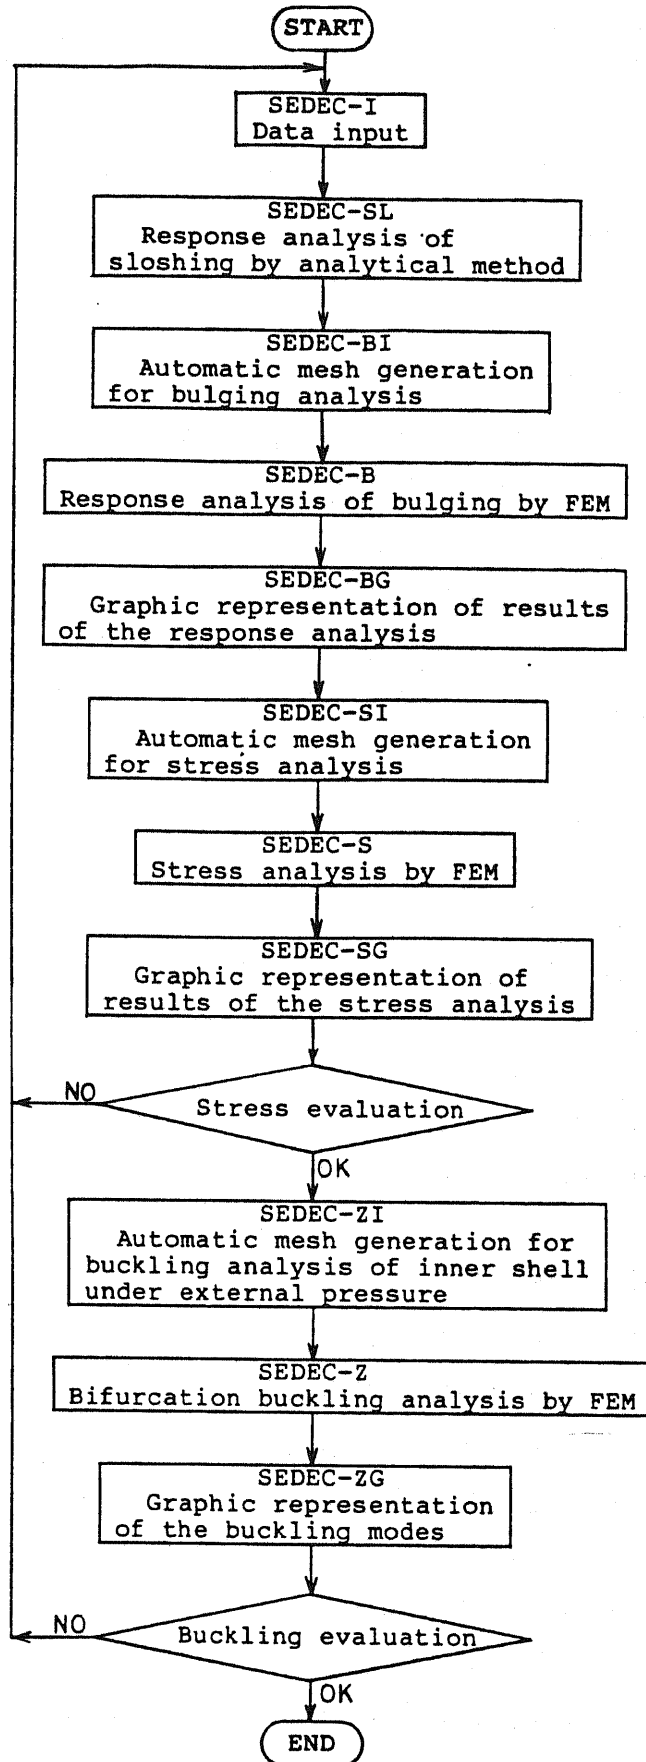 START
SEDEC-I
Data input
SEDEC-SL
Response analysis of
sloshing by analytical method
SEDEC-BI
Automatic mesh generation
for bulging analysis
SEDEC-B
Response analysis of bulging by FEM
SEDEC-BG
Graphic representation of results
of the response analysis
SEDEC-SI
Automatic mesh generation
for stress analysis
SEDEC-S
Stress analysis by FEM
SEDEC-SG
Graphic representation of
results of the stress analysis
NO
Stress evaluation
OK
SEDEC-ZI
Automatic mesh generation for
buckling analysis of inner shell
under external pressure
SEDEC-Z
Bifurcation buckling analysis by FEM
SEDEC-ZG
Graphic representation
of the buckling modes
NO
Buckling evaluation
OK
END